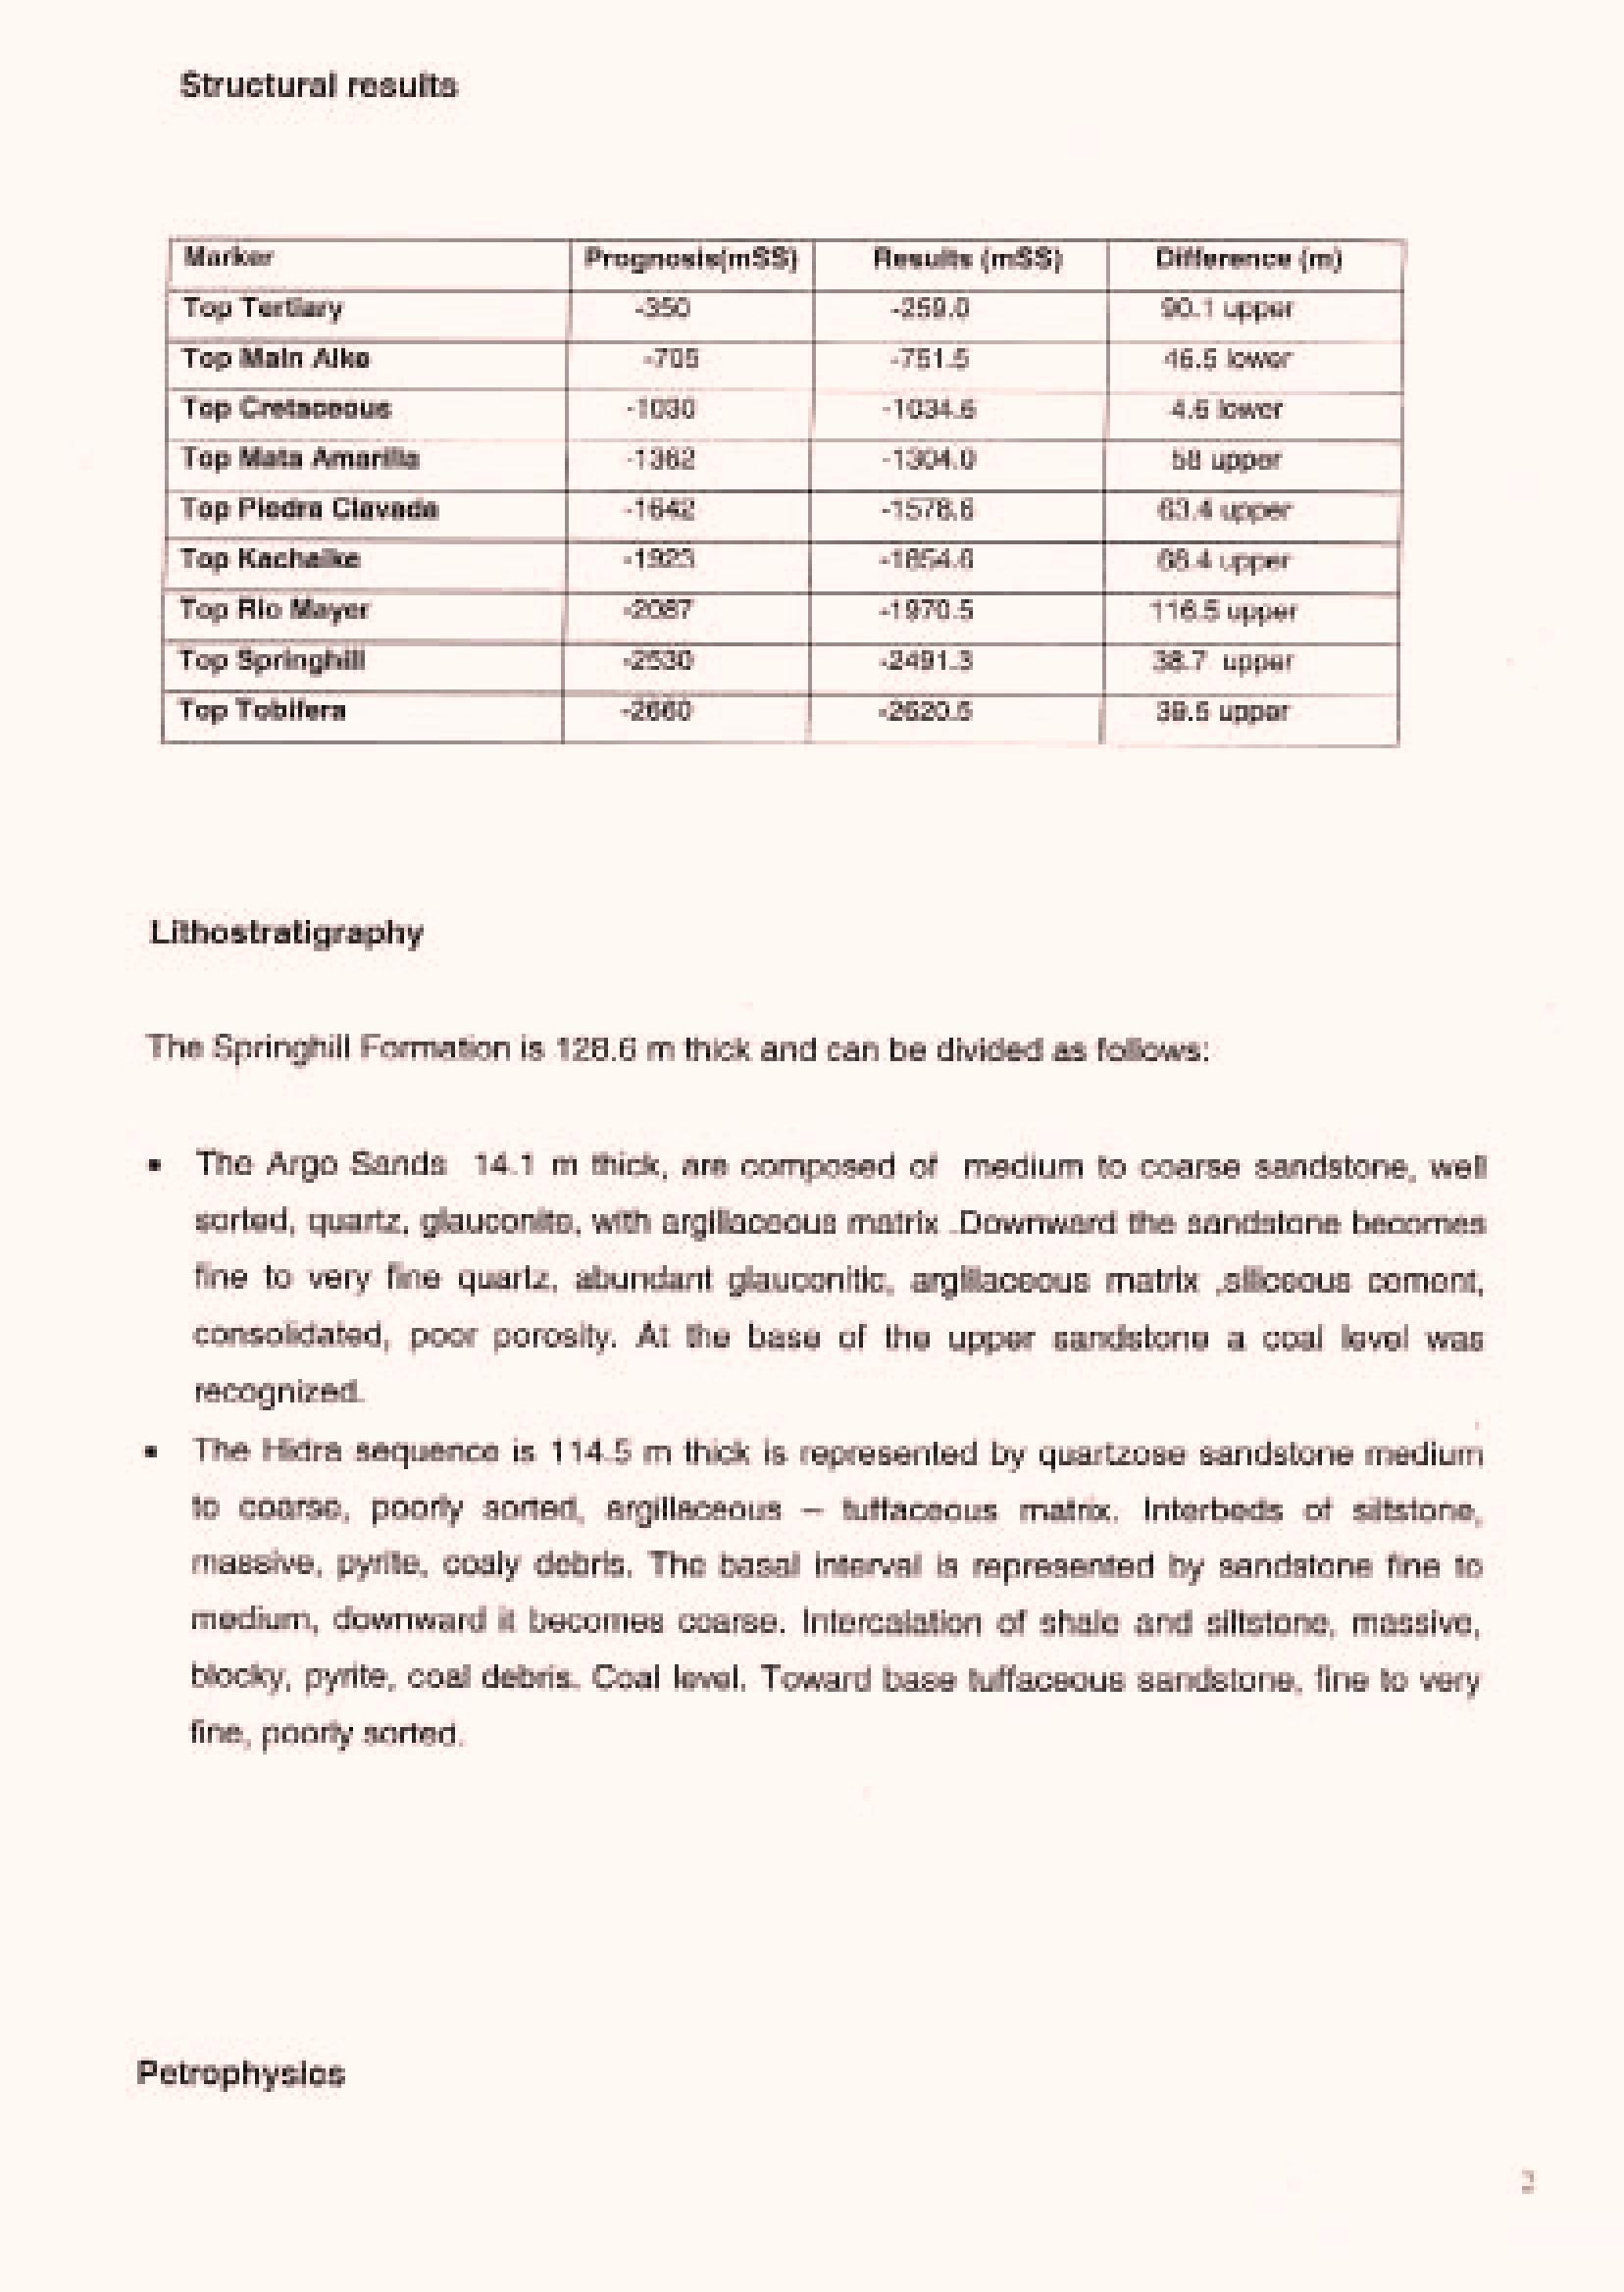 Structural results
Marker Prognosis(mSS) Results (mSS) Difference (m)
Top Tertiary -350 -259.0 90.1 upper
Top Main Aike -705 -751.5 46.5 lower
Top Cretaceous -1030 -1034.6 4.6 lower
Top Mata Amarilla -1362 -1304.0 58 upper
Top Piedra Clavada -1642 -1578.6 63.4 upper
Top Kachaike -1923 -1854.6 68.4 upper
Top Rio Mayer -2087 -1970.5 116.5 upper
Top Springhill -2530 -2491.3 38.7 upper
Top Tobifera -2660 -2620.5 39.5 upper
Lithostratigraphy
The Springhill Formation is 128.6 m thick and can be divided as follows:
• The Argo Sands 14.1 m thick, are composed of medium to coarse sandstone, well
sorted, quartz, glauconite, with argillaceous matrix .Downward the sandstone becomes
fine to very fine quartz, abundant glauconitic, argillaceous matrix ,siliceous cement,
consolidated, poor porosity. At the base of the upper sandstone a coal level was
recognized.
• The Hidra sequence is 114.5 m thick is represented by quartzose sandstone medium
to coarse, poorly sorted, argillaceous – tuffaceous matrix. Interbeds of siltstone,
massive, pyrite, coaly debris. The basal interval is represented by sandstone fine to
medium, downward it becomes coarse. Intercalation of shale and siltstone, massive,
blocky, pyrite, coal debris. Coal level. Toward base tuffaceous sandstone, fine to very
fine, poorly sorted.
Petrophysics